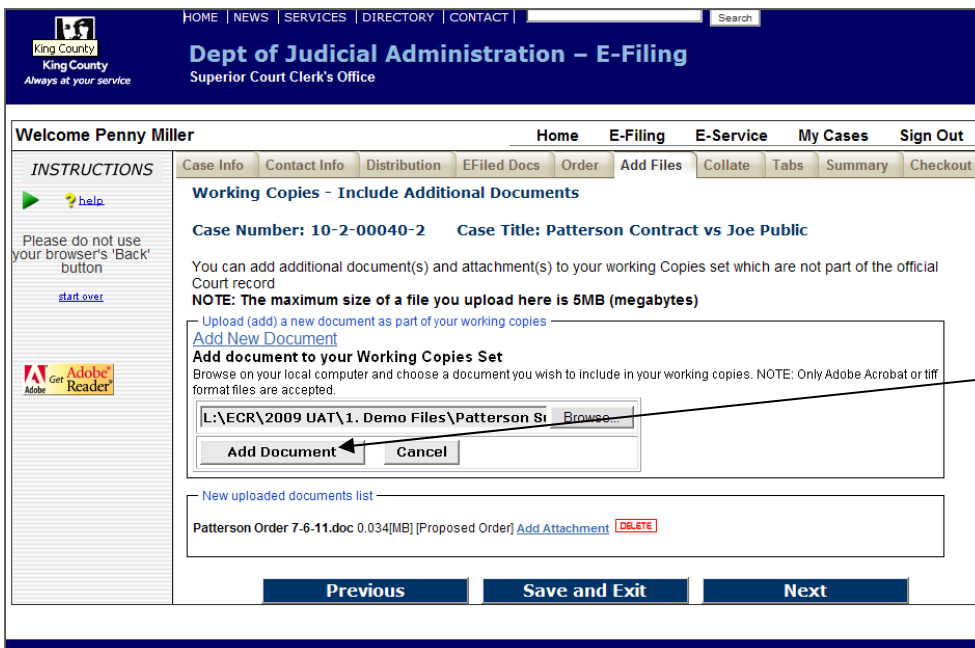 HOME | NEWS | SERVICES | DIRECTORY | CONTACT | Search
King County
King County
Always at your service
Dept of Judicial Administration – E-Filing
Superior Court Clerk's Office
Welcome Penny Miller
Home E-Filing E-Service My Cases Sign Out
INSTRUCTIONS
help
Please do not use your browser's 'Back' button
start over
Adobe Get Adobe® Reader®
Case Info Contact Info Distribution EFiled Docs Order Add Files Collate Tabs Summary Checkout
Working Copies - Include Additional Documents
Case Number: 10-2-00040-2 Case Title: Patterson Contract vs Joe Public
You can add additional document(s) and attachment(s) to your working Copies set which are not part of the official
Court record
NOTE: The maximum size of a file you upload here is 5MB (megabytes)
Upload (add) a new document as part of your working copies
Add New Document
Add document to your Working Copies Set
Browse on your local computer and choose a document you wish to include in your working copies. NOTE: Only Adobe Acrobat or tiff
format files are accepted.
L:\ECR\2009 UAT\1. Demo Files\Patterson Su Browse...
Add Document Cancel
New uploaded documents list
Patterson Order 7-6-11.doc 0.034[MB] [Proposed Order] Add Attachment DELETE
Previous Save and Exit Next